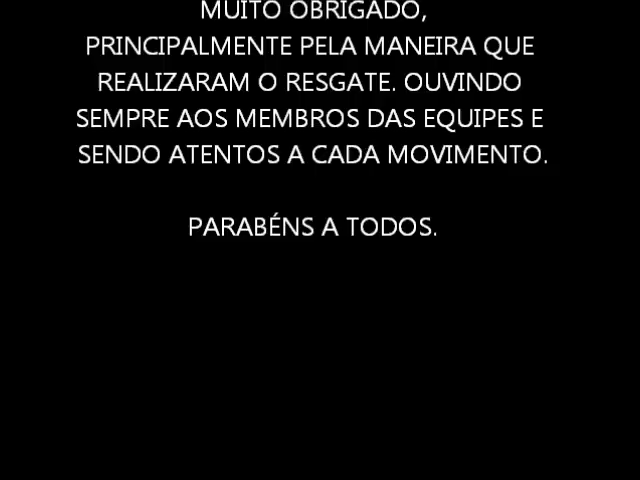 MUITO OBRIGADO,
PRINCIPALMENTE PELA MANEIRA QUE
REALIZARAM O RESGATE. OUVINDO
SEMPRE AOS MEMBROS DAS EQUIPES E
SENDO ATENTOS A CADA MOVIMENTO.
PARABÉNS A TODOS.